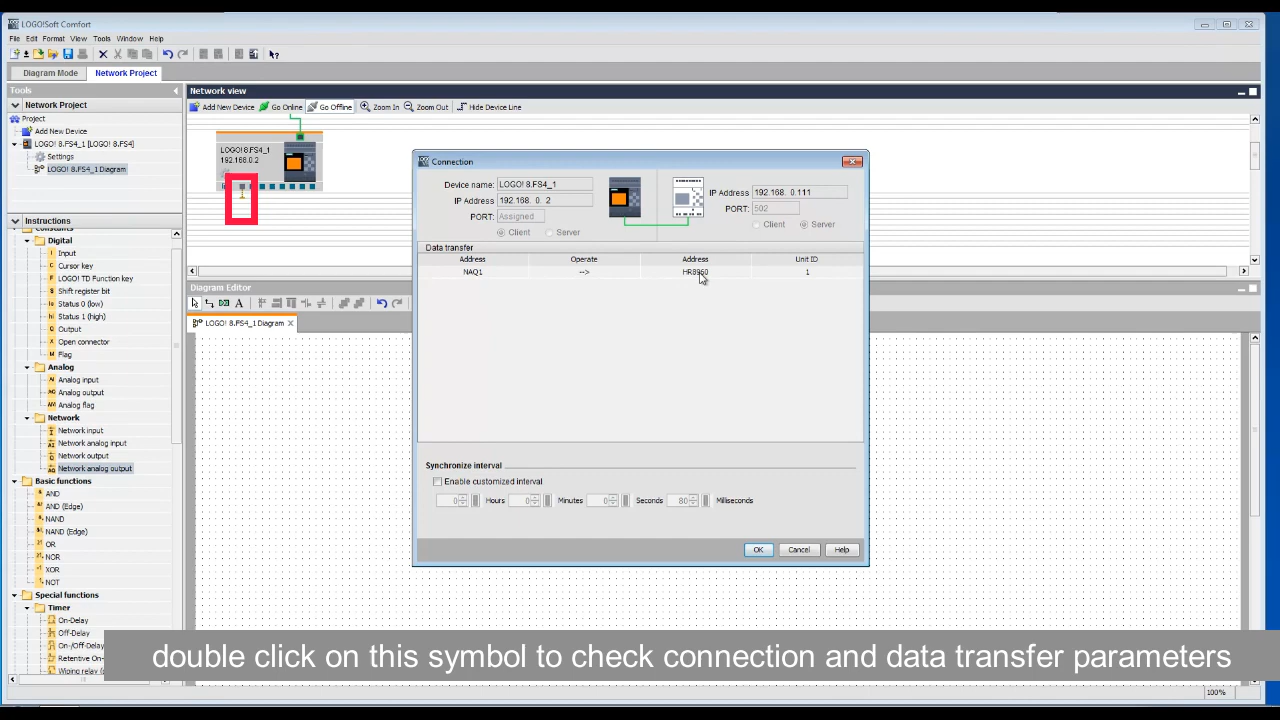 LOGO!Soft Comfort
File Edit Format View Tools Window Help
Diagram Mode Network Project
Tools
Network Project
Project
Add New Device
LOGO! 8.FS4_1 [LOGO! 8.FS4]
Settings
LOGO! 8.FS4_1 Diagram
Instructions
Constants
Digital
Input
Cursor key
LOGO! TD Function key
Shift register bit
Status 0 (low)
Status 1 (high)
Output
Open connector
Flag
Analog
Analog input
Analog output
Analog flag
Network
Network input
Network analog input
Network output
Network analog output
Basic functions
AND
AND (Edge)
NAND
NAND (Edge)
OR
NOR
XOR
NOT
Special functions
Timer
On-Delay
Off-Delay
On-/Off-Delay
Retentive On-
Wiping relay (
Network view
Add New Device Go Online Go Offline Zoom In Zoom Out Hide Device Line
LOGO! 8.FS4_1
192.168.0.2
Connection
Device name: LOGO! 8.FS4_1
IP Address 192.168. 0. 2
PORT: Assigned
Client Server
IP Address 192.168. 0.111
PORT: 502
Client Server
Data transfer
Address Operate Address Unit ID
NAQ1 --> HR8960 1
Synchronize interval
Enable customized interval
0 Hours 0 Minutes 0 Seconds 80 Milliseconds
OK Cancel Help
Diagram Editor
LOGO! 8.FS4_1 Diagram
double click on this symbol to check connection and data transfer parameters
100%